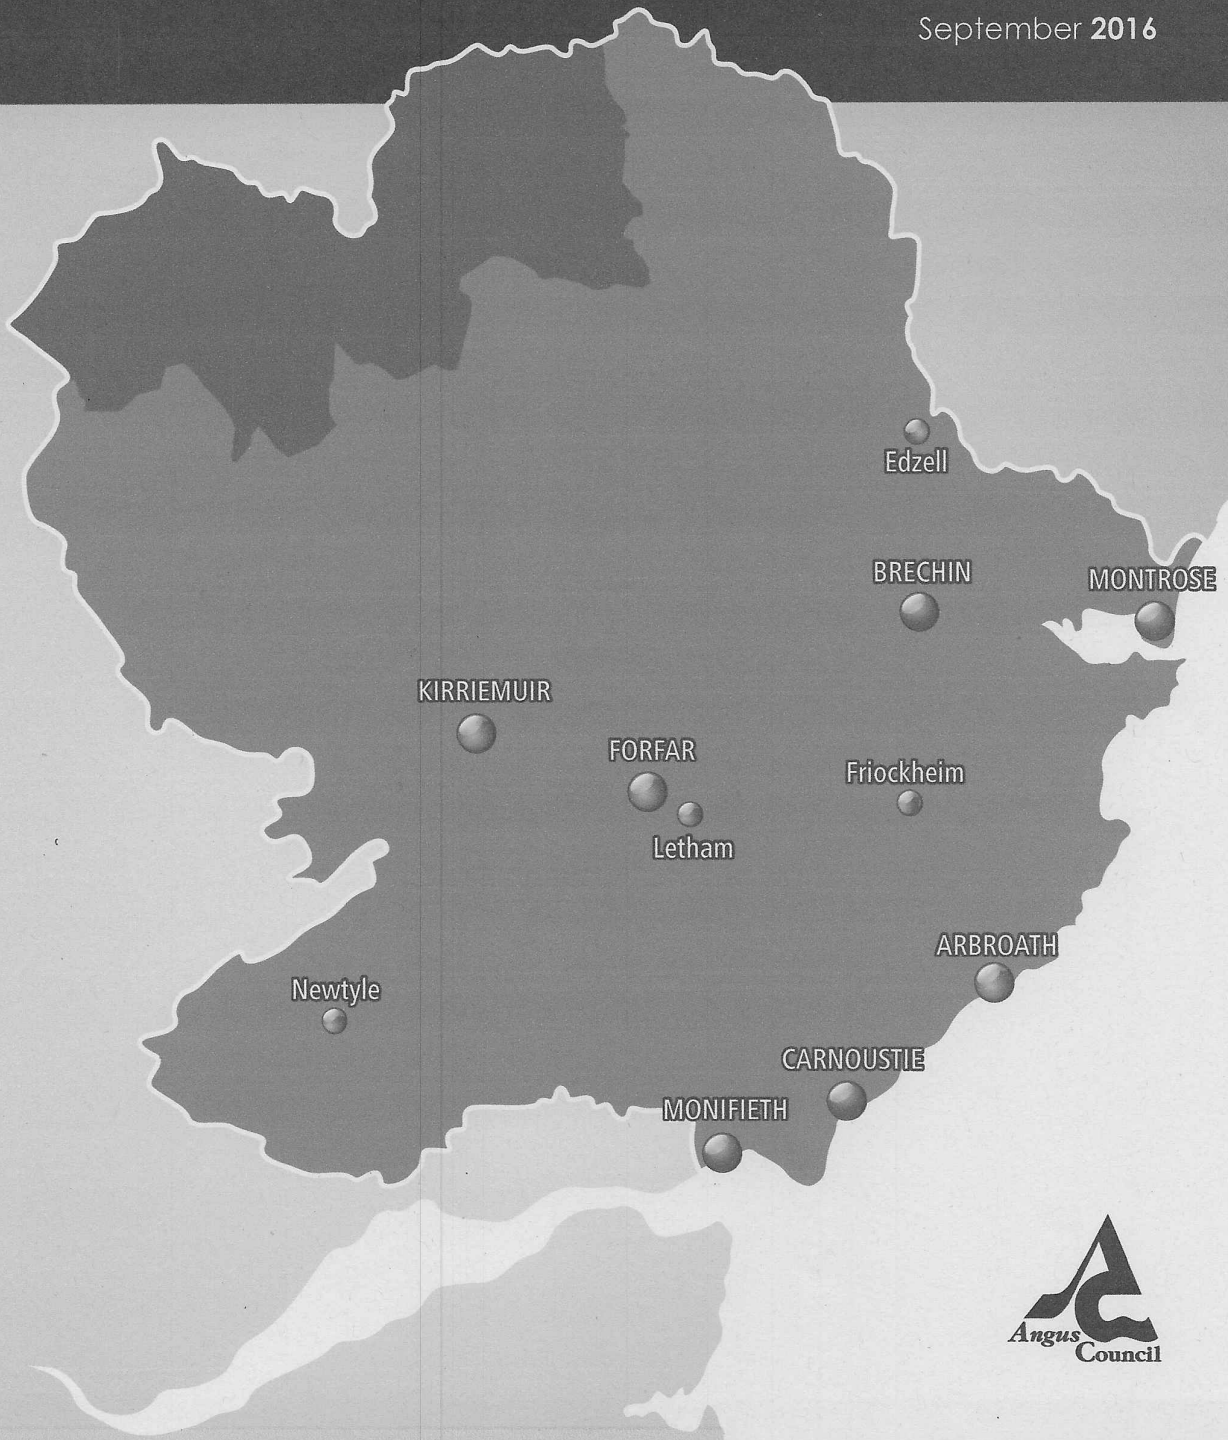 September 2016
Edzell
BRECHIN
MONTROSE
KIRRIEMUIR
FORFAR
Friockheim
Letham
ARBROATH
Newtyle
CARNOUSTIE
MONIFIETH
Angus
Council